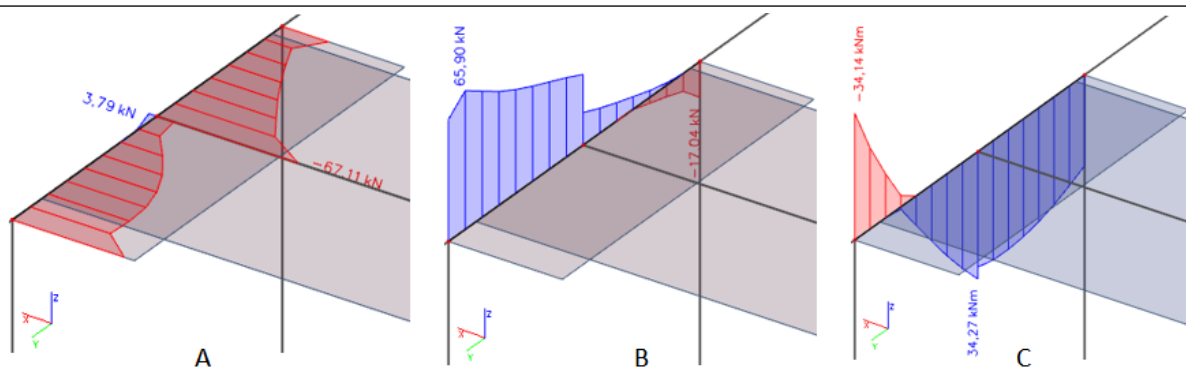 3,79 kN
-67,11 kN
X
Y
Z
A
65,90 kN
-17,04 kN
X
Y
Z
B
-34,14 kNm
34,27 kNm
X
Y
Z
C